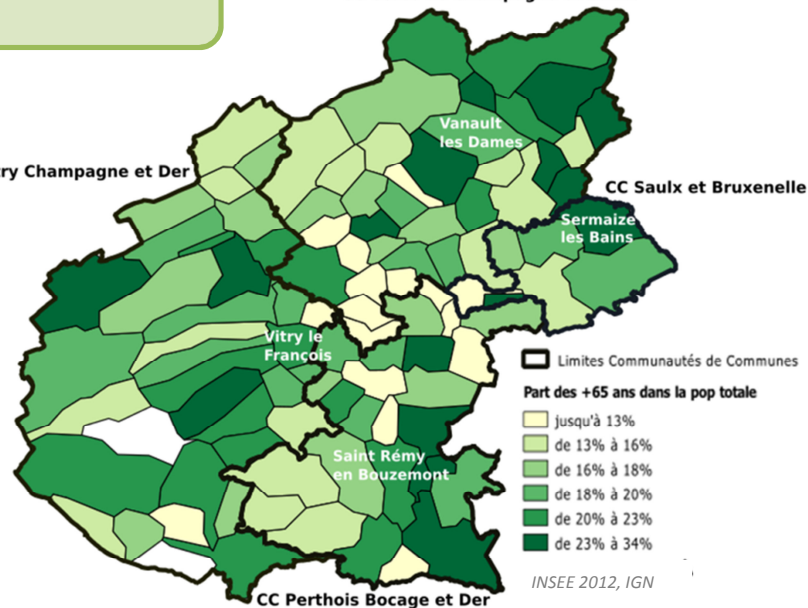 Vanault
les Dames
ry Champagne et Der
CC Saulx et Bruxenelle
Sermaize
les Bains
Vitry le
François
Limites Communautés de Communes
Part des +65 ans dans la pop totale
jusqu'à 13%
de 13% à 16%
de 16% à 18%
de 18% à 20%
de 20% à 23%
de 23% à 34%
Saint Rémy
en Bouzemont
INSEE 2012, IGN
CC Perthois Bocage et Der